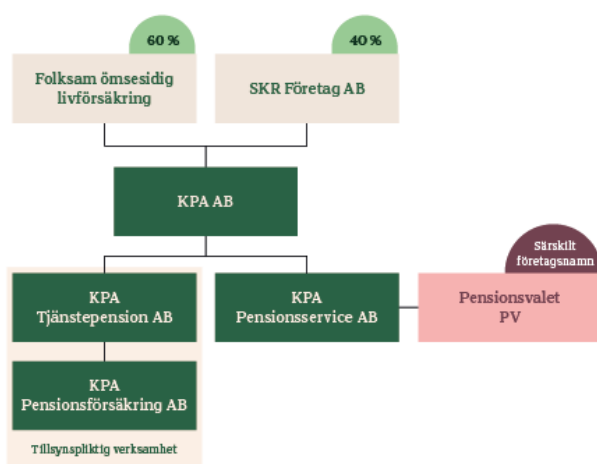 60 %
40 %
Folksam ömsesidig
livförsäkring
SKR Företag AB
KPA AB
Särskilt
företagsnamn
KPA
Tjänstepension AB
KPA
Pensionsservice AB
Pensionsvalet
PV
KPA
Pensionsförsäkring AB
Tillsynspliktig verksamhet